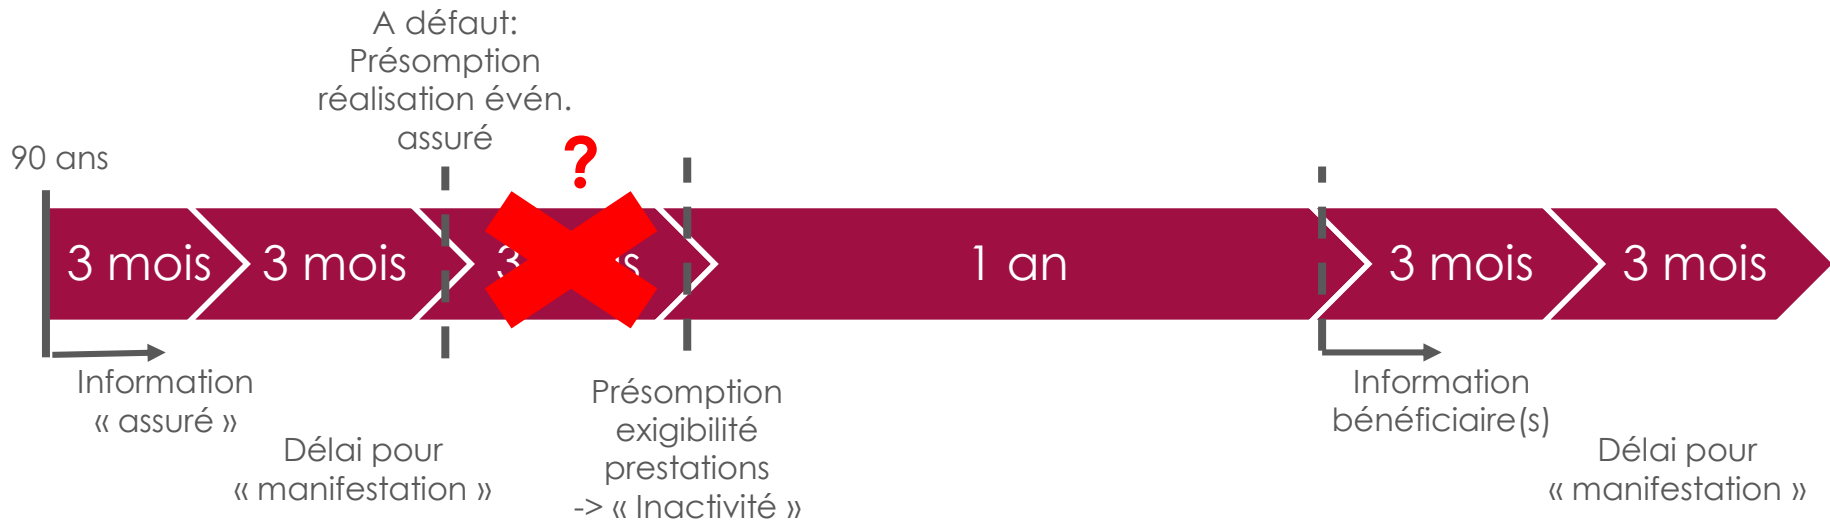 A défaut:
Présomption
réalisation évén.
assuré
90 ans
?
3 mois
3 mois
3
s
1 an
3 mois
3 mois
Information
« assuré »
Délai pour
« manifestation »
Présomption
exigibilité
prestations
-> « Inactivité »
Information
bénéficiaire(s)
Délai pour
« manifestation »